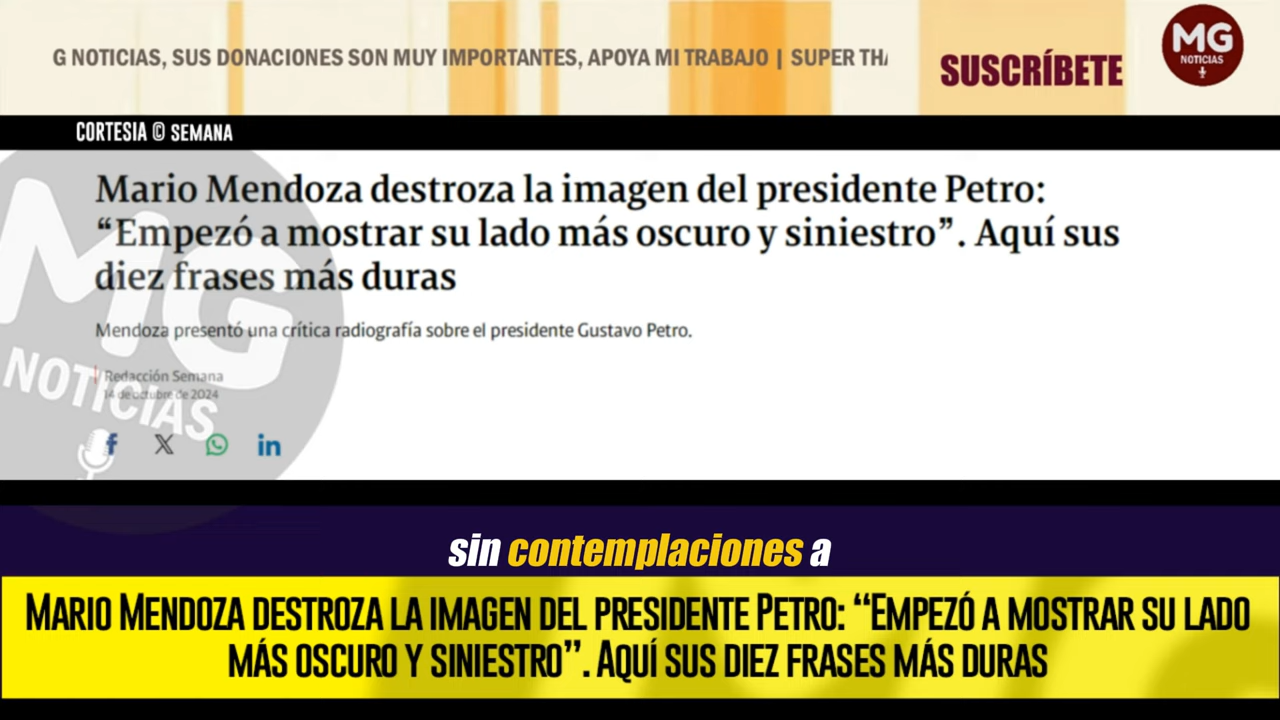 G NOTICIAS, SUS DONACIONES SON MUY IMPORTANTES, APOYA MI TRABAJO | SUPER THA
SUSCRÍBETE
MG
NOTICIAS
CORTESIA © SEMANA
Mario Mendoza destroza la imagen del presidente Petro:
“Empezó a mostrar su lado más oscuro y siniestro”. Aquí sus
diez frases más duras
Mendoza presentó una crítica radiografía sobre el presidente Gustavo Petro.
Redacción Semana
14 de octubre de 2024
MG
NOTICIAS
sin contemplaciones a
MARIO MENDOZA DESTROZA LA IMAGEN DEL PRESIDENTE PETRO: “EMPEZÓ A MOSTRAR SU LADO
MÁS OSCURO Y SINIESTRO”. AQUÍ SUS DIEZ FRASES MÁS DURAS